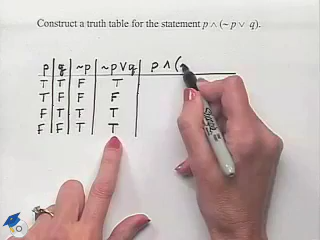 Construct a truth table for the statement p ∧ (~ p ∨ q).
p | q | ~p | ~p ∨ q | p ∧ (~
T | T | F | T
T | F | F | F
F | T | T | T
F | F | T | T